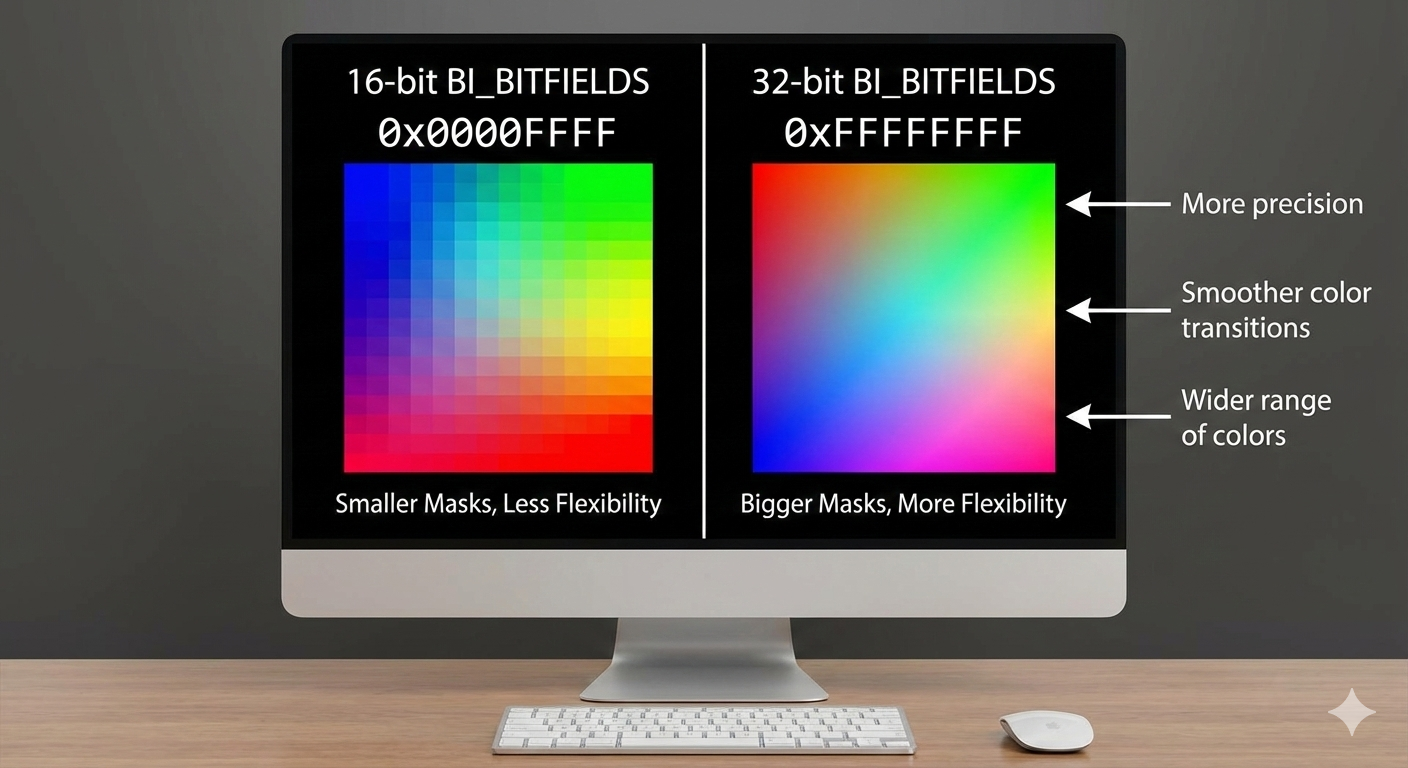 16-bit BI_BITFIELDS
0x0000FFFF
Smaller Masks, Less Flexibility
32-bit BI_BITFIELDS
0xFFFFFFFF
Bigger Masks, More Flexibility
More precision
Smoother color
transitions
Wider range
of colors